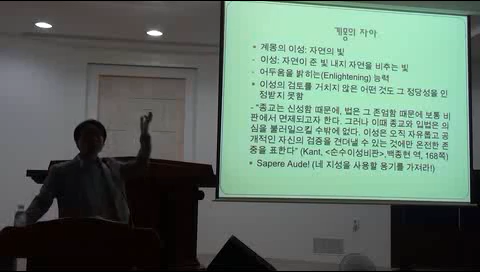 계몽의 자아
• 계몽의 이성: 자연의 빛
- 이성: 자연이 준 빛 내지 자연을 비추는 빛
- 어두움을 밝히는(Enlightening) 능력
• 이성의 검토를 거치지 않은 어떤 것도 그 정당성을 인
정받지 못함
- "종교는 신성함 때문에, 법은 그 존엄함 때문에 보통 비
판에서 면제되고자 한다. 그러나 이때 종교와 입법은 의
심을 불러일으킬 수밖에 없다. 이성은 오직 자유롭고 공
개적인 자신의 검증을 견뎌낼 수 있는 것에만 온전한 존
중을 표한다" (Kant, <순수이성비판>,백종현 역, 168쪽)
• Sapere Aude! (네 지성을 사용할 용기를 가져라!)